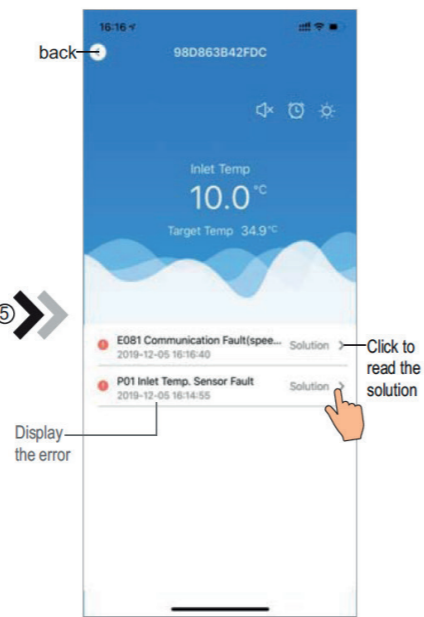 16:16
back
98D863B42FDC
Inlet Temp
10.0°C
Target Temp 34.9°C
⑤
E081 Communication Fault(spee... Solution >
2019-12-05 16:16:40
Click to
read the
solution
P01 Inlet Temp. Sensor Fault Solution >
2019-12-05 16:14:55
Display
the error